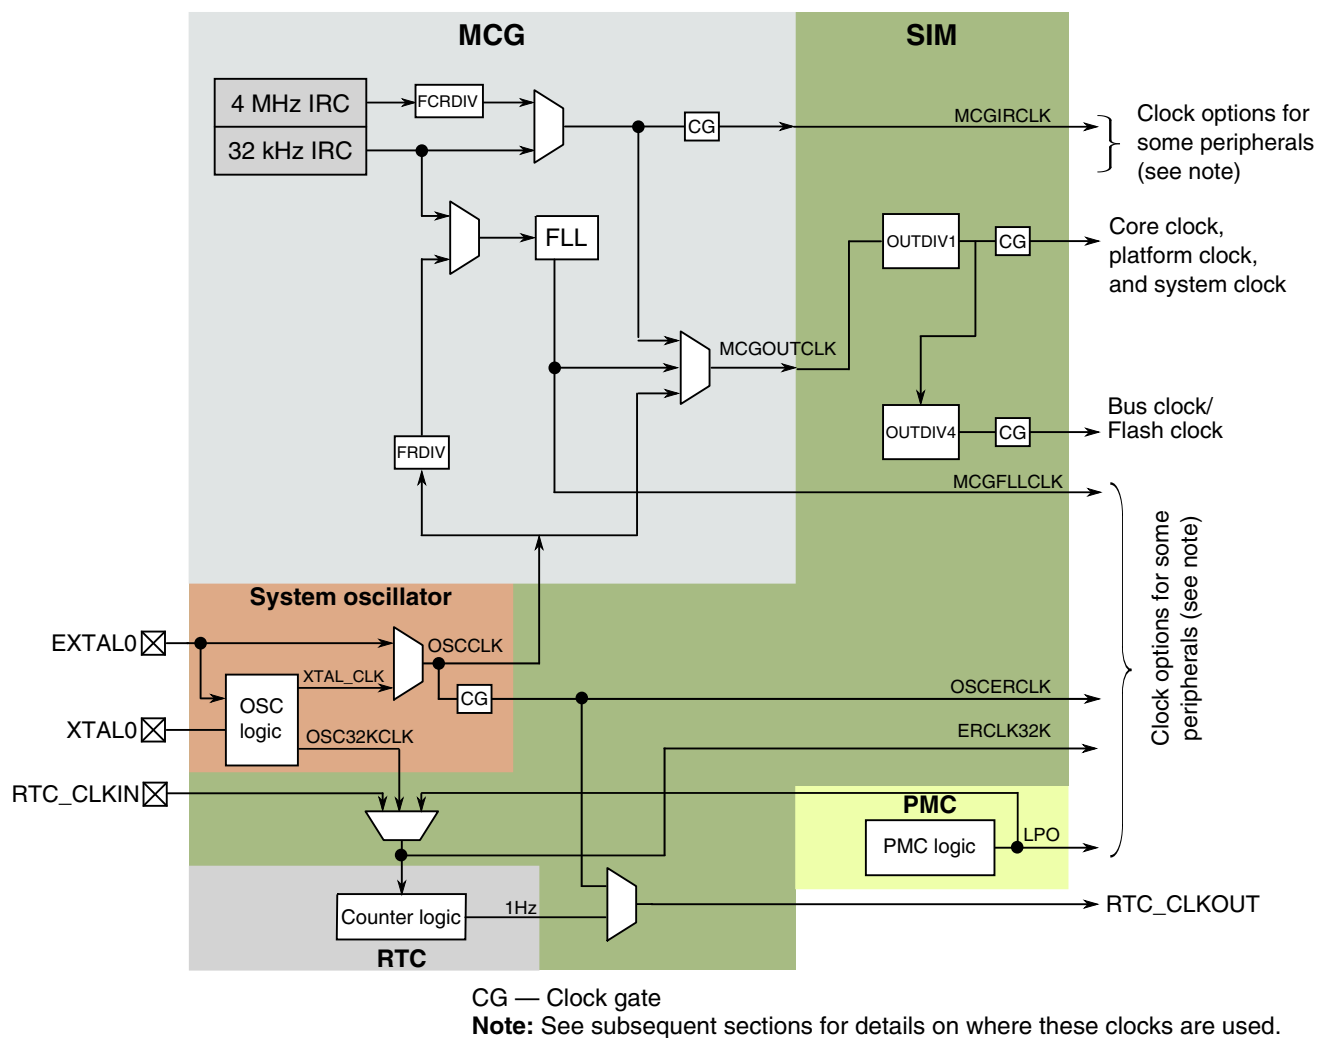 MCG
SIM
4 MHz IRC
FCRDIV
32 kHz IRC
CG
MCGIRCLK
Clock options for
some peripherals
(see note)
FLL
OUTDIV1
CG
Core clock,
platform clock,
and system clock
MCGOUTCLK
OUTDIV4
CG
Bus clock/
Flash clock
FRDIV
MCGFLLCLK
Clock options for some
peripherals (see note)
System oscillator
EXTAL0
OSCCLK
XTAL_CLK
OSC
logic
CG
OSCERCLK
XTAL0
OSC32KCLK
ERCLK32K
RTC_CLKIN
PMC
PMC logic
LPO
Counter logic
1Hz
RTC_CLKOUT
RTC
CG — Clock gate
Note: See subsequent sections for details on where these clocks are used.